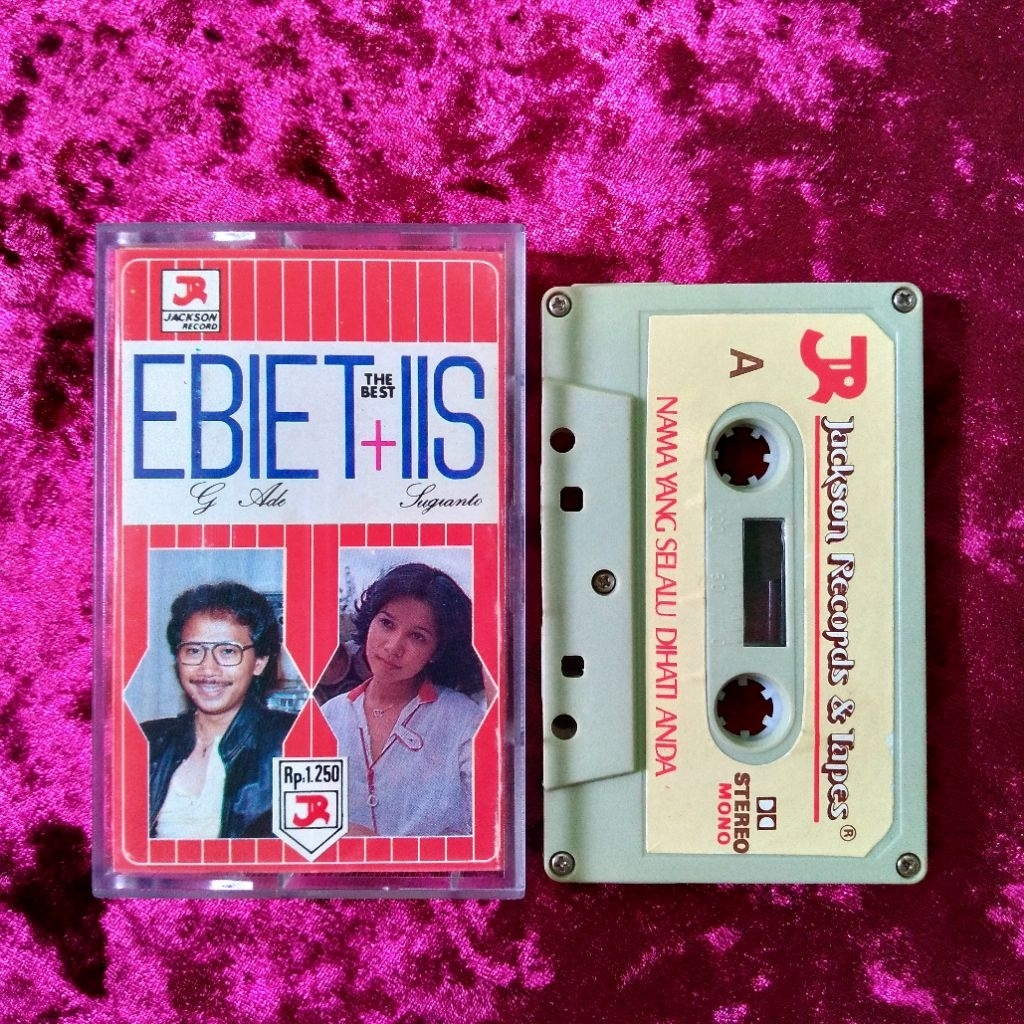 JR
JACKSON
RECORD
EBIET THE BEST + IIS
G Ade Sugianto
Rp.1.250
JR
JR
Jackson Records & Tapes®
A
NAMA YANG SELALU DIHATI ANDA
STEREO
MONO